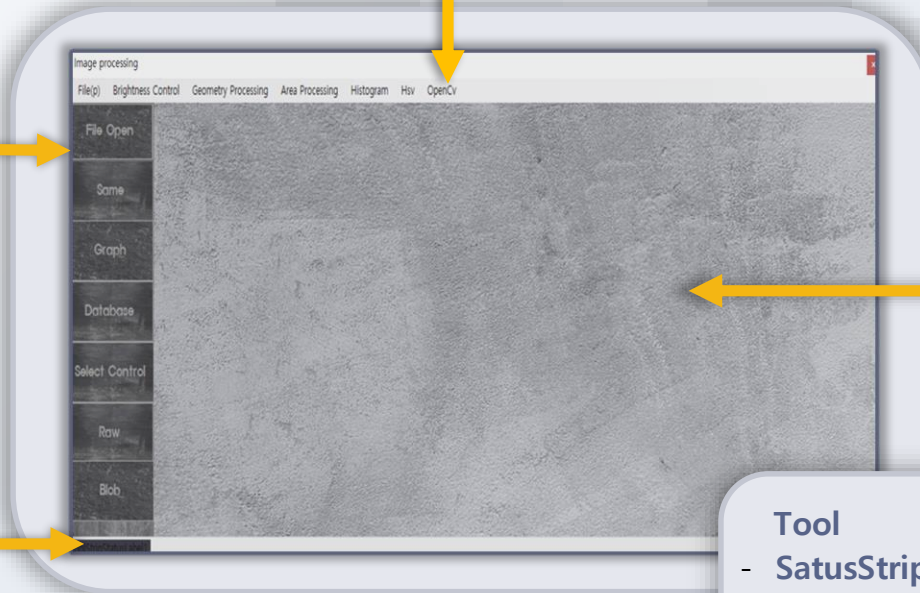 Image processing
File(p) Brightness Control Geometry Processing Area Processing Histogram Hsv OpenCv
File Open
Same
Graph
Database
Select Control
Raw
Blob
Tool
- SatusStrip